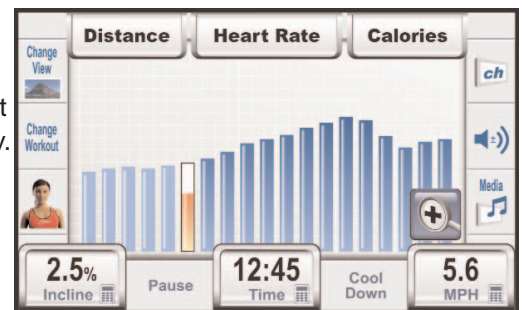 Distance
Heart Rate
Calories
Change
View
ch
t
Change
Workout
y.
±
Media
2.5%
Incline
Pause
12:45
Time
Cool
Down
5.6
MPH